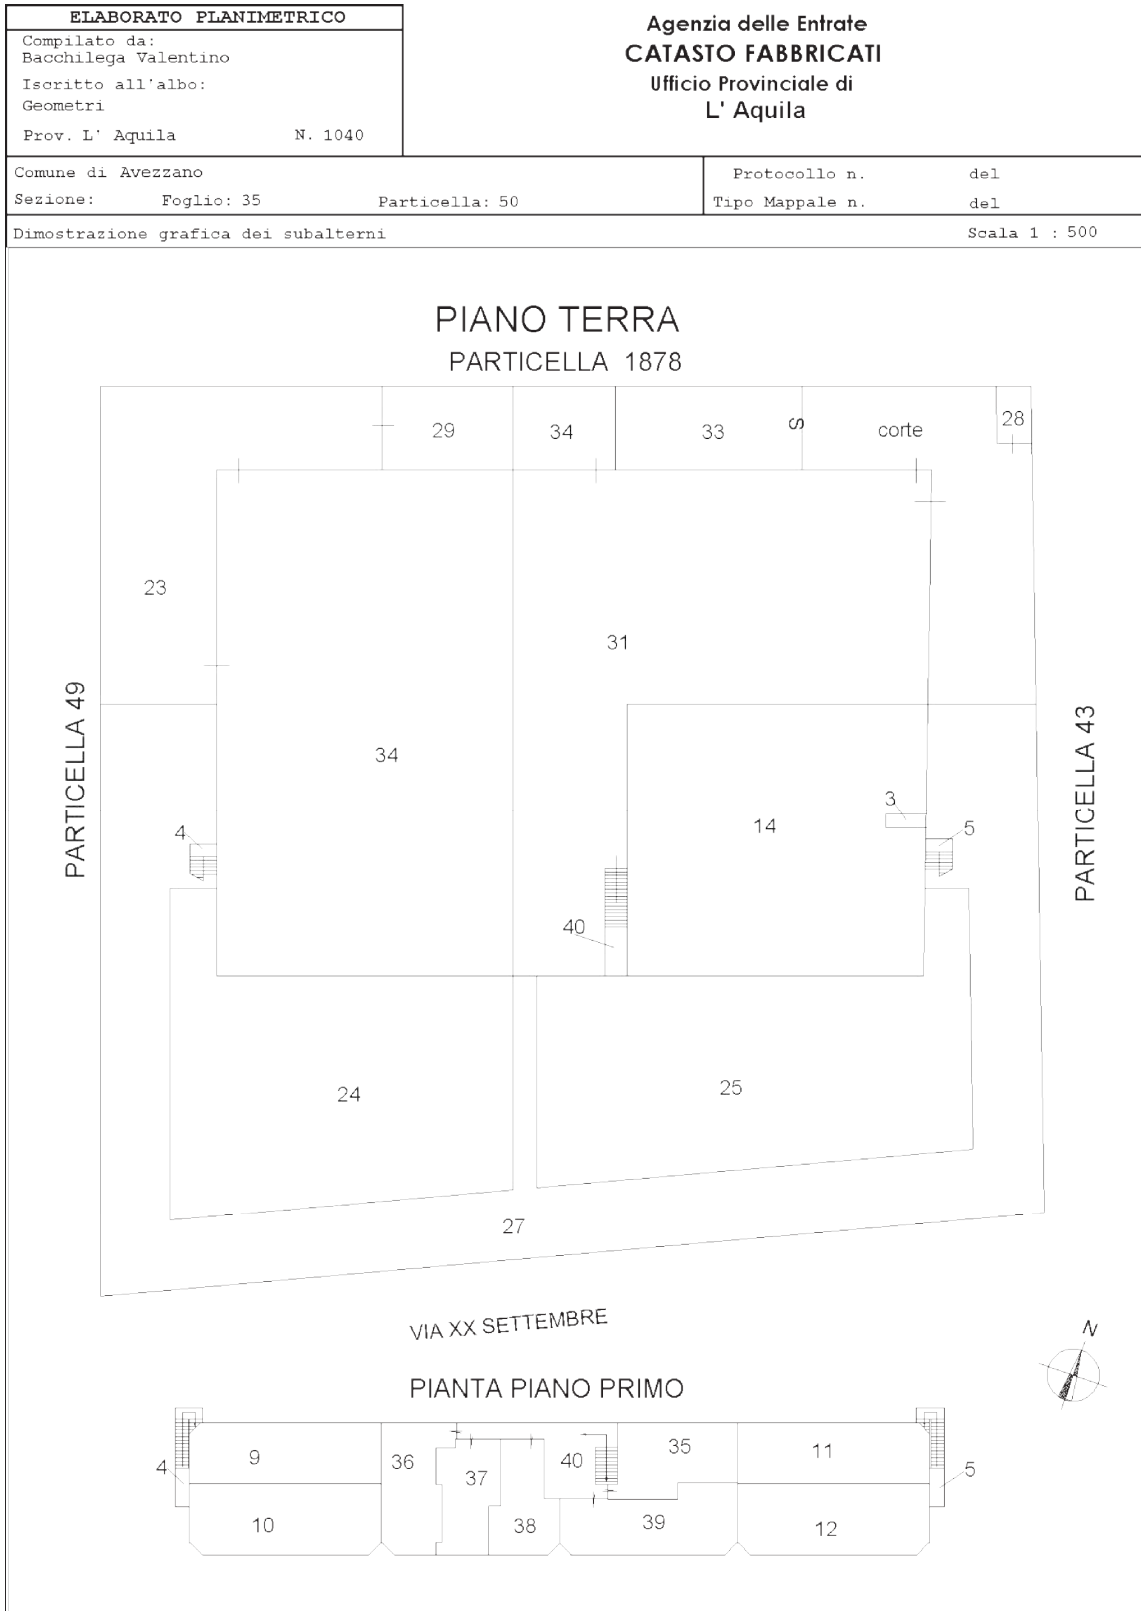 ELABORATO PLANIMETRICO
Compilato da:
Bacchilega Valentino
Iscritto all'albo:
Geometri
Prov. L' Aquila N. 1040
Agenzia delle Entrate
CATASTO FABBRICATI
Ufficio Provinciale di
L' Aquila
Comune di Avezzano
Sezione: Foglio: 35 Particella: 50
Protocollo n. del
Tipo Mappale n. del
Dimostrazione grafica dei subalterni Scala 1 : 500
PIANO TERRA
PARTICELLA 1878
29 34 33 S corte 28
23
31
PARTICELLA 49
34
PARTICELLA 43
3
14
4
5
40
24
25
27
VIA XX SETTEMBRE
N
PIANTA PIANO PRIMO
9 36 37 40 35 11
4
5
10 38 39 12